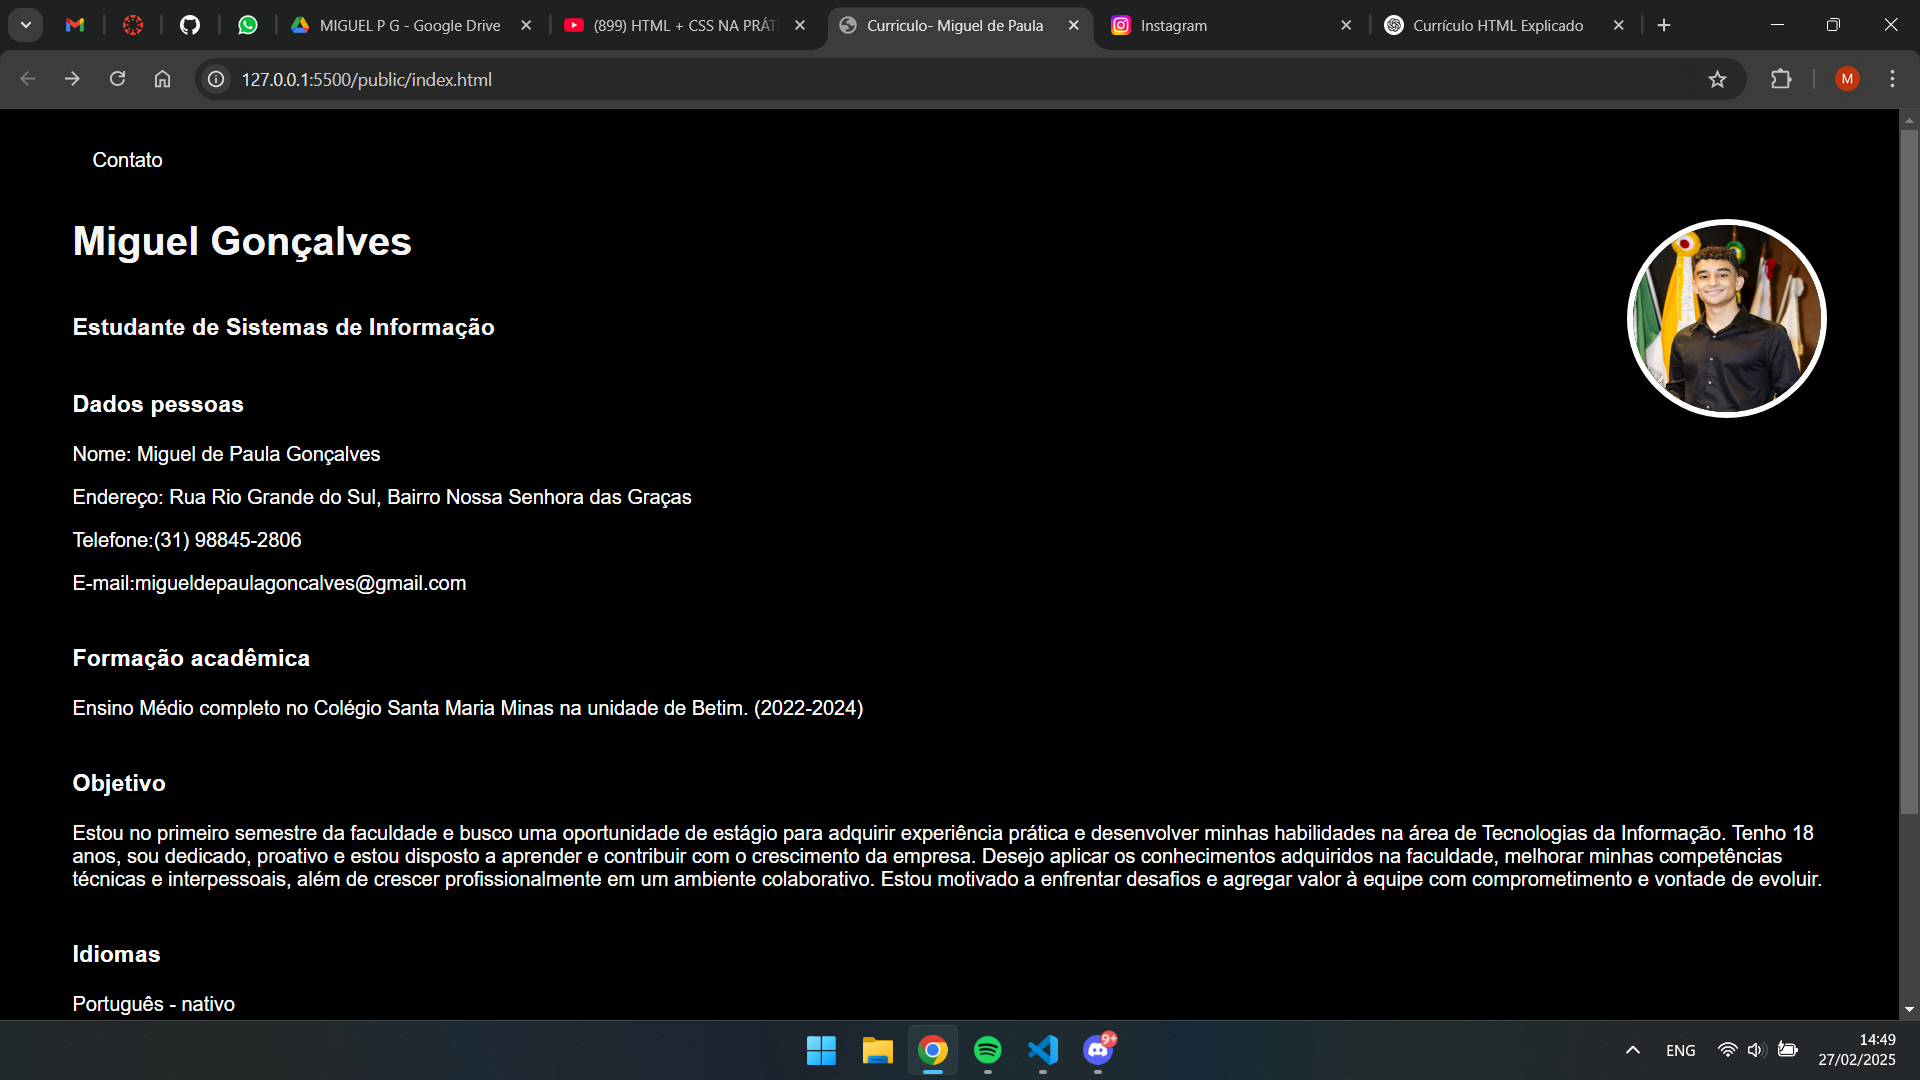 MIGUEL P G - Google Drive
(899) HTML + CSS NA PRÁT
Curriculo- Miguel de Paula
Instagram
Currículo HTML Explicado
127.0.0.1:5500/public/index.html
M
Contato
Miguel Gonçalves
Estudante de Sistemas de Informação
Dados pessoas
Nome: Miguel de Paula Gonçalves
Endereço: Rua Rio Grande do Sul, Bairro Nossa Senhora das Graças
Telefone:(31) 98845-2806
E-mail:migueldepaulagoncalves@gmail.com
Formação acadêmica
Ensino Médio completo no Colégio Santa Maria Minas na unidade de Betim. (2022-2024)
Objetivo
Estou no primeiro semestre da faculdade e busco uma oportunidade de estágio para adquirir experiência prática e desenvolver minhas habilidades na área de Tecnologias da Informação. Tenho 18
anos, sou dedicado, proativo e estou disposto a aprender e contribuir com o crescimento da empresa. Desejo aplicar os conhecimentos adquiridos na faculdade, melhorar minhas competências
técnicas e interpessoais, além de crescer profissionalmente em um ambiente colaborativo. Estou motivado a enfrentar desafios e agregar valor à equipe com comprometimento e vontade de evoluir.
Idiomas
Português - nativo
9+
ENG
14:49
27/02/2025